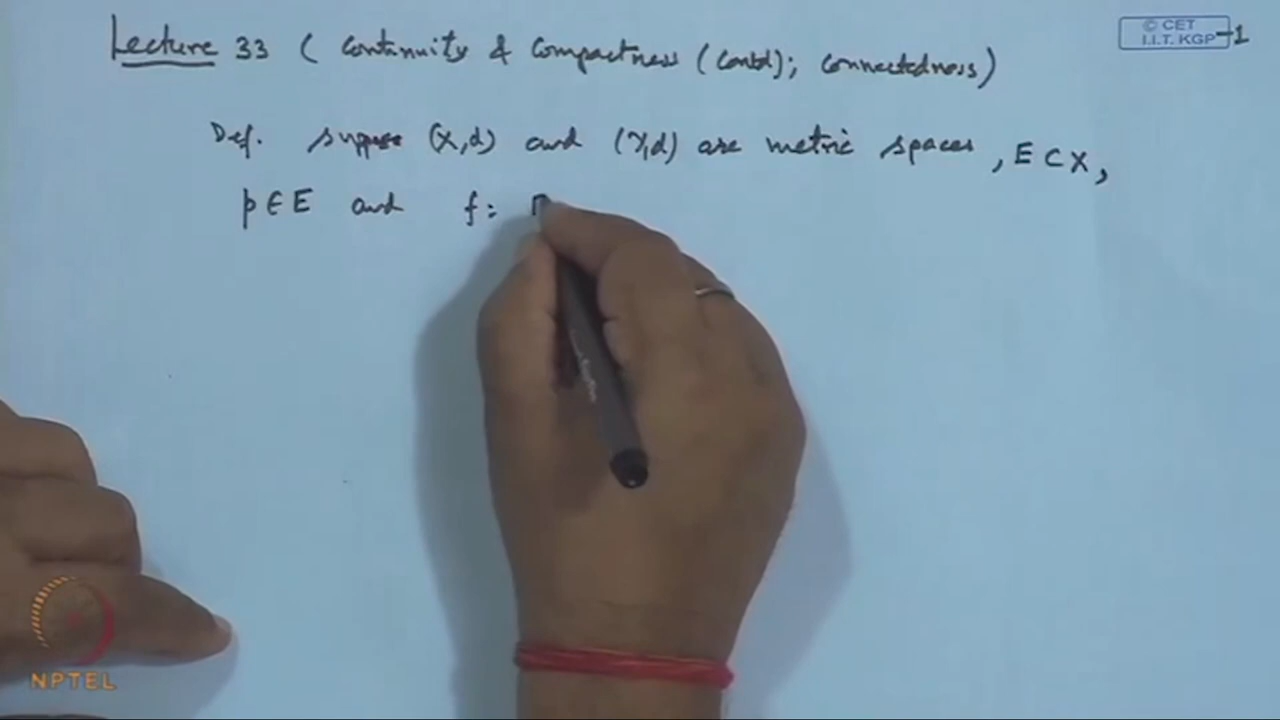 Lecture 33 ( Continuity & Compactness (Contd); Connectedness)
© CET
I.I.T. KGP
-1
Def. Suppose (X,d) and (Y,d) are metric spaces, E ⊂ X,
p ∈ E and f:
NPTEL